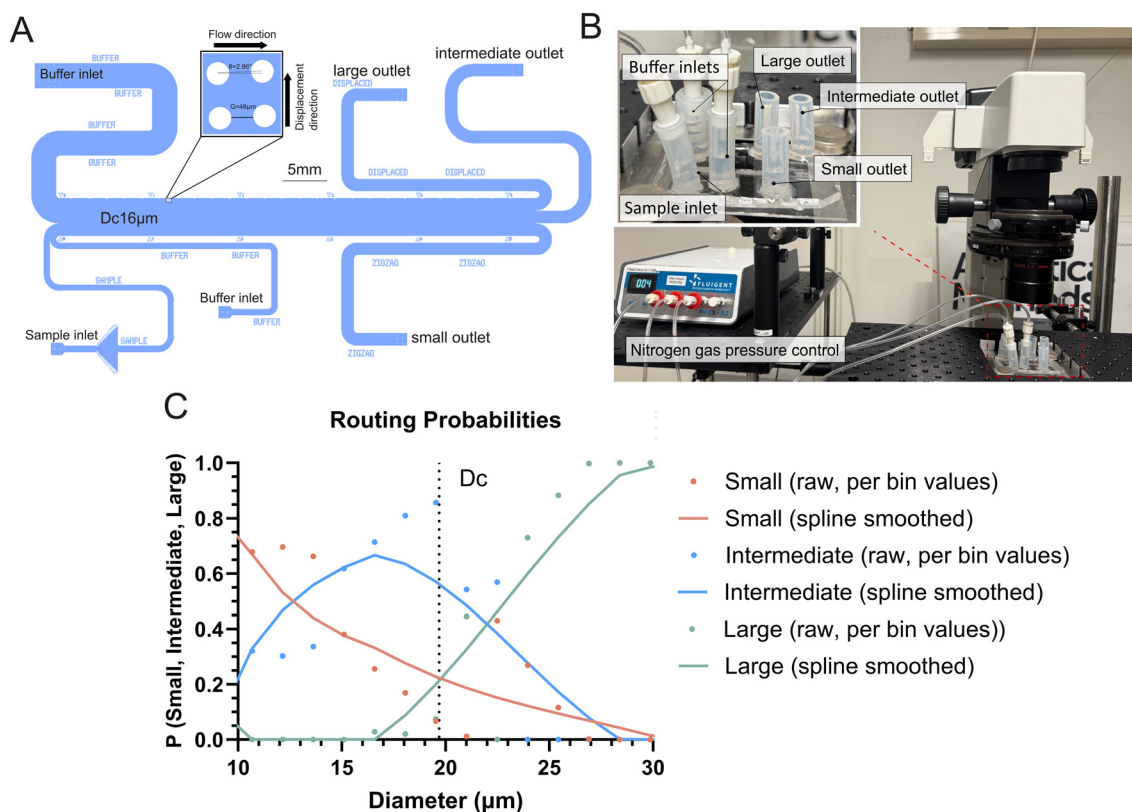 A
Flow direction
θ=2.86°
G=48µm
Displacement
direction
BUFFER
Buffer inlet
BUFFER
BUFFER
large outlet
DISPLACED
intermediate outlet
5mm
DISPLACED
DISPLACED
Dc16µm
BUFFER
BUFFER
ZIGZAG
ZIGZAG
SAMPLE
Buffer inlet
BUFFER
Sample inlet
SAMPLE
small outlet
ZIGZAG
B
Buffer inlets
Large outlet
Intermediate outlet
Small outlet
Sample inlet
004
FLUIGENT
Nitrogen gas pressure control
C
Routing Probabilities
P (Small, Intermediate, Large)
1.0
0.8
0.6
0.4
0.2
0.0
Dc
10
15
20
25
30
Diameter (µm)
Small (raw, per bin values)
Small (spline smoothed)
Intermediate (raw, per bin values)
Intermediate (spline smoothed)
Large (raw, per bin values))
Large (spline smoothed)